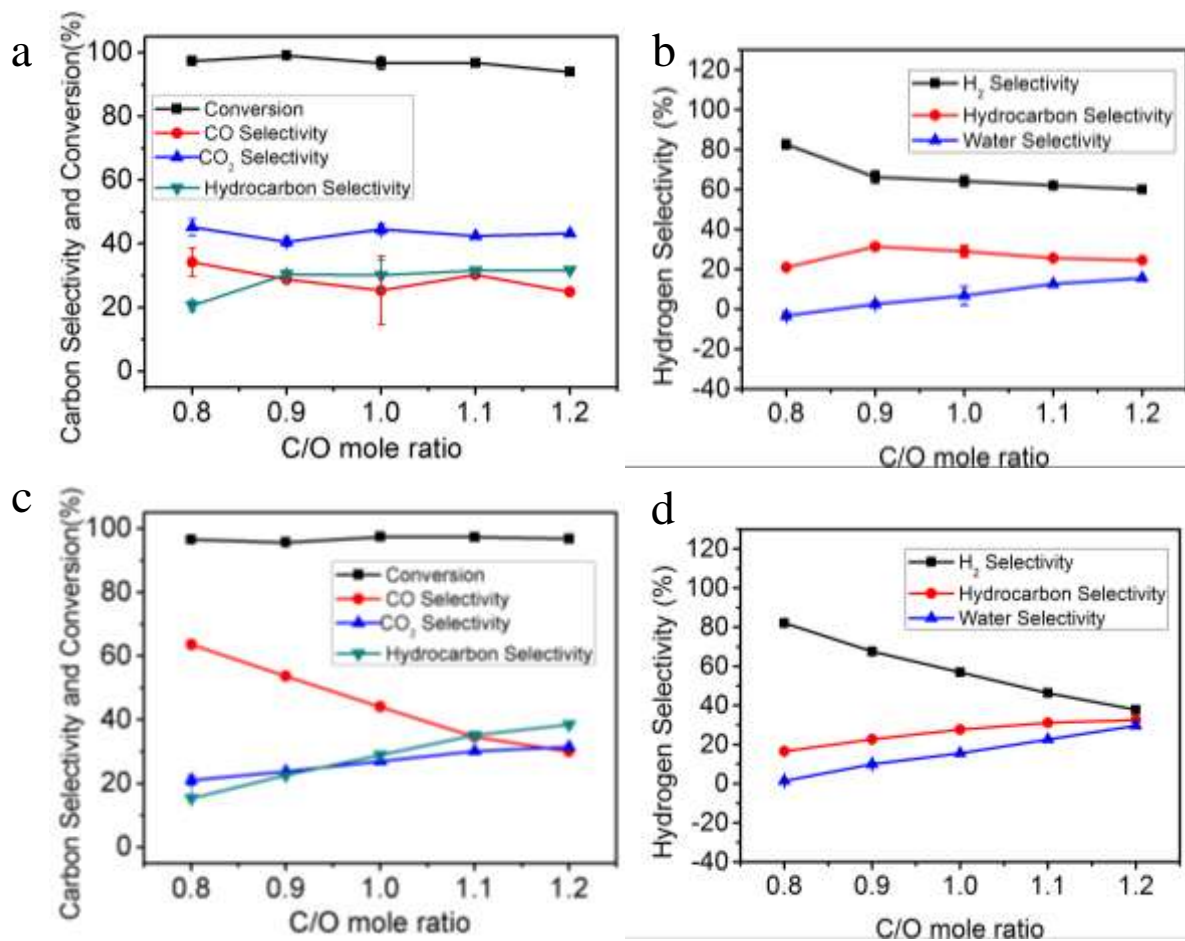 a
Carbon Selectivity and Conversion(%)
100
80
60
40
20
0
Conversion
CO Selectivity
CO2 Selectivity
Hydrocarbon Selectivity
0.8 0.9 1.0 1.1 1.2
C/O mole ratio
b
Hydrogen Selectivity (%)
120
100
80
60
40
20
0
-20
-40
H2 Selectivity
Hydrocarbon Selectivity
Water Selectivity
0.8 0.9 1.0 1.1 1.2
C/O mole ratio
c
Carbon Selectivity and Conversion(%)
100
80
60
40
20
0
Conversion
CO Selectivity
CO2 Selectivity
Hydrocarbon Selectivity
0.8 0.9 1.0 1.1 1.2
C/O mole ratio
d
Hydrogen Selectivity (%)
120
100
80
60
40
20
0
-20
-40
H2 Selectivity
Hydrocarbon Selectivity
Water Selectivity
0.8 0.9 1.0 1.1 1.2
C/O mole ratio